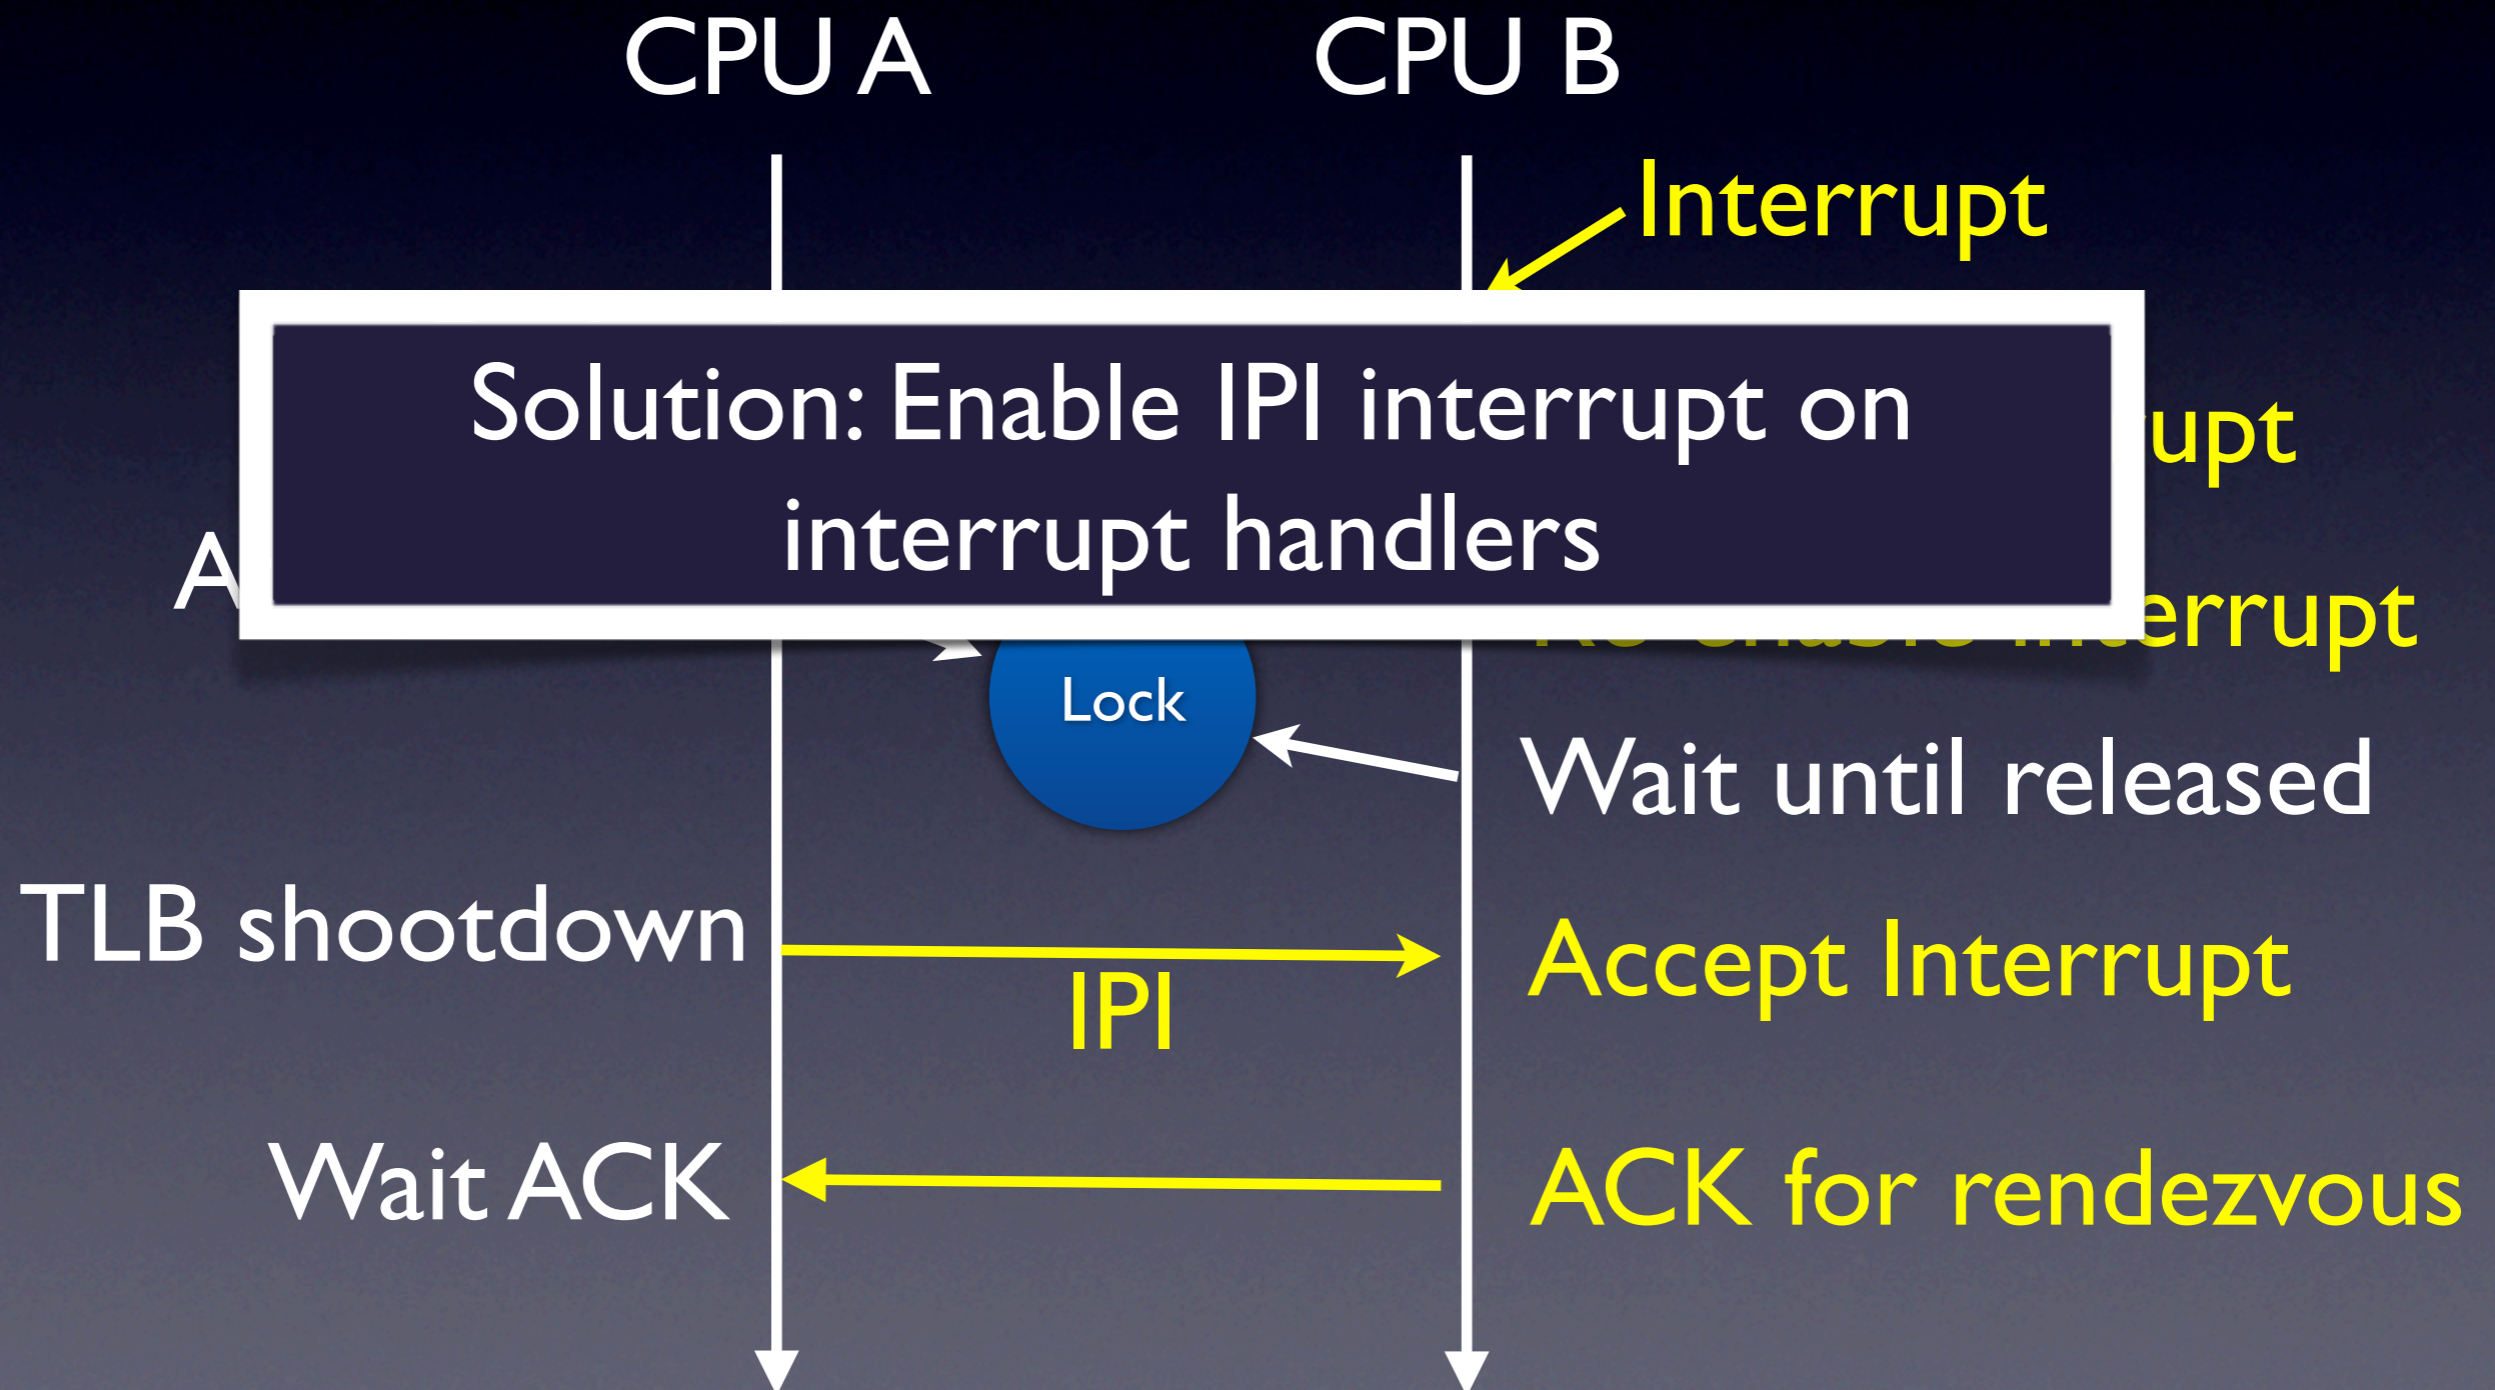 CPU A
CPU B
Interrupt
Solution: Enable IPI interrupt on
interrupt handlers
Lock
Wait until released
TLB shootdown
IPI
Accept Interrupt
Wait ACK
ACK for rendezvous